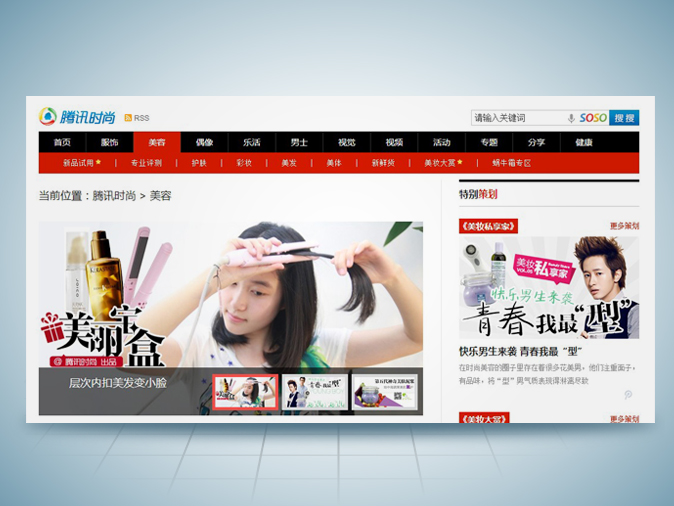 腾讯时尚 RSS
请输入关键词 SOSO 搜搜
首页 服饰 美容 偶像 乐活 男士 视觉 视频 活动 专题 分享 健康
新品试用 | 专业评测 | 护肤 | 彩妆 | 美发 | 美体 | 新鲜货 | 美妆大赏 | 蜗牛霜专区
当前位置：腾讯时尚 > 美容
美丽宝盒
@腾讯时尚 出品
层次内扣美发变小脸
特别策划
《美妆私享家》 更多策划
美妆私享家
快乐男生来袭
青春我最“型”
快乐男生来袭 青春我最“型”
在时尚美容的圈子里存在着很多花美男，他们注重面子，
有品味，将“型”男气质表现得淋漓尽致
《美妆大赏》 更多策划